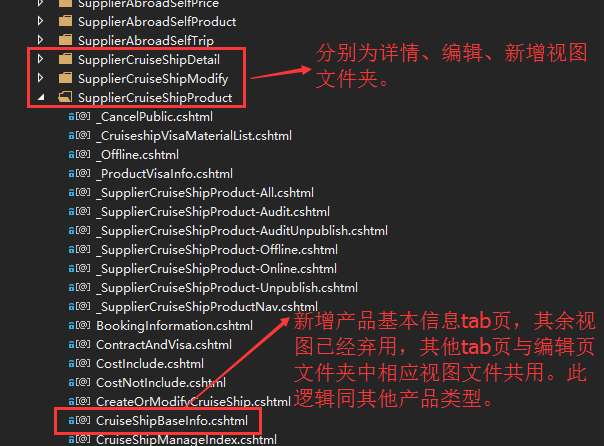 SupplierAbroadSelfPrice
SupplierAbroadSelfProduct
SupplierAbroadSelfTrip
SupplierCruiseShipDetail
SupplierCruiseShipModify
SupplierCruiseShipProduct
分别为详情、编辑、新增视图
文件夹。
_CancelPublic.cshtml
_CruiseshipVisaMaterialList.cshtml
_Offline.cshtml
_ProductVisaInfo.cshtml
_SupplierCruiseShipProduct-All.cshtml
_SupplierCruiseShipProduct-Audit.cshtml
_SupplierCruiseShipProduct-AuditUnpublish.cshtml
_SupplierCruiseShipProduct-Offline.cshtml
_SupplierCruiseShipProduct-Online.cshtml
_SupplierCruiseShipProduct-Unpublish.cshtml
_SupplierCruiseShipProductNav.cshtml
BookingInformation.cshtml
ContractAndVisa.cshtml
CostInclude.cshtml
CostNotInclude.cshtml
CreateOrModifyCruiseShip.cshtml
CruiseShipBaseInfo.cshtml
CruiseShipManageIndex.cshtml
新增产品基本信息tab页，其余视
图已经弃用，其他tab页与编辑页
文件夹中相应视图文件共用。此
逻辑同其他产品类型。